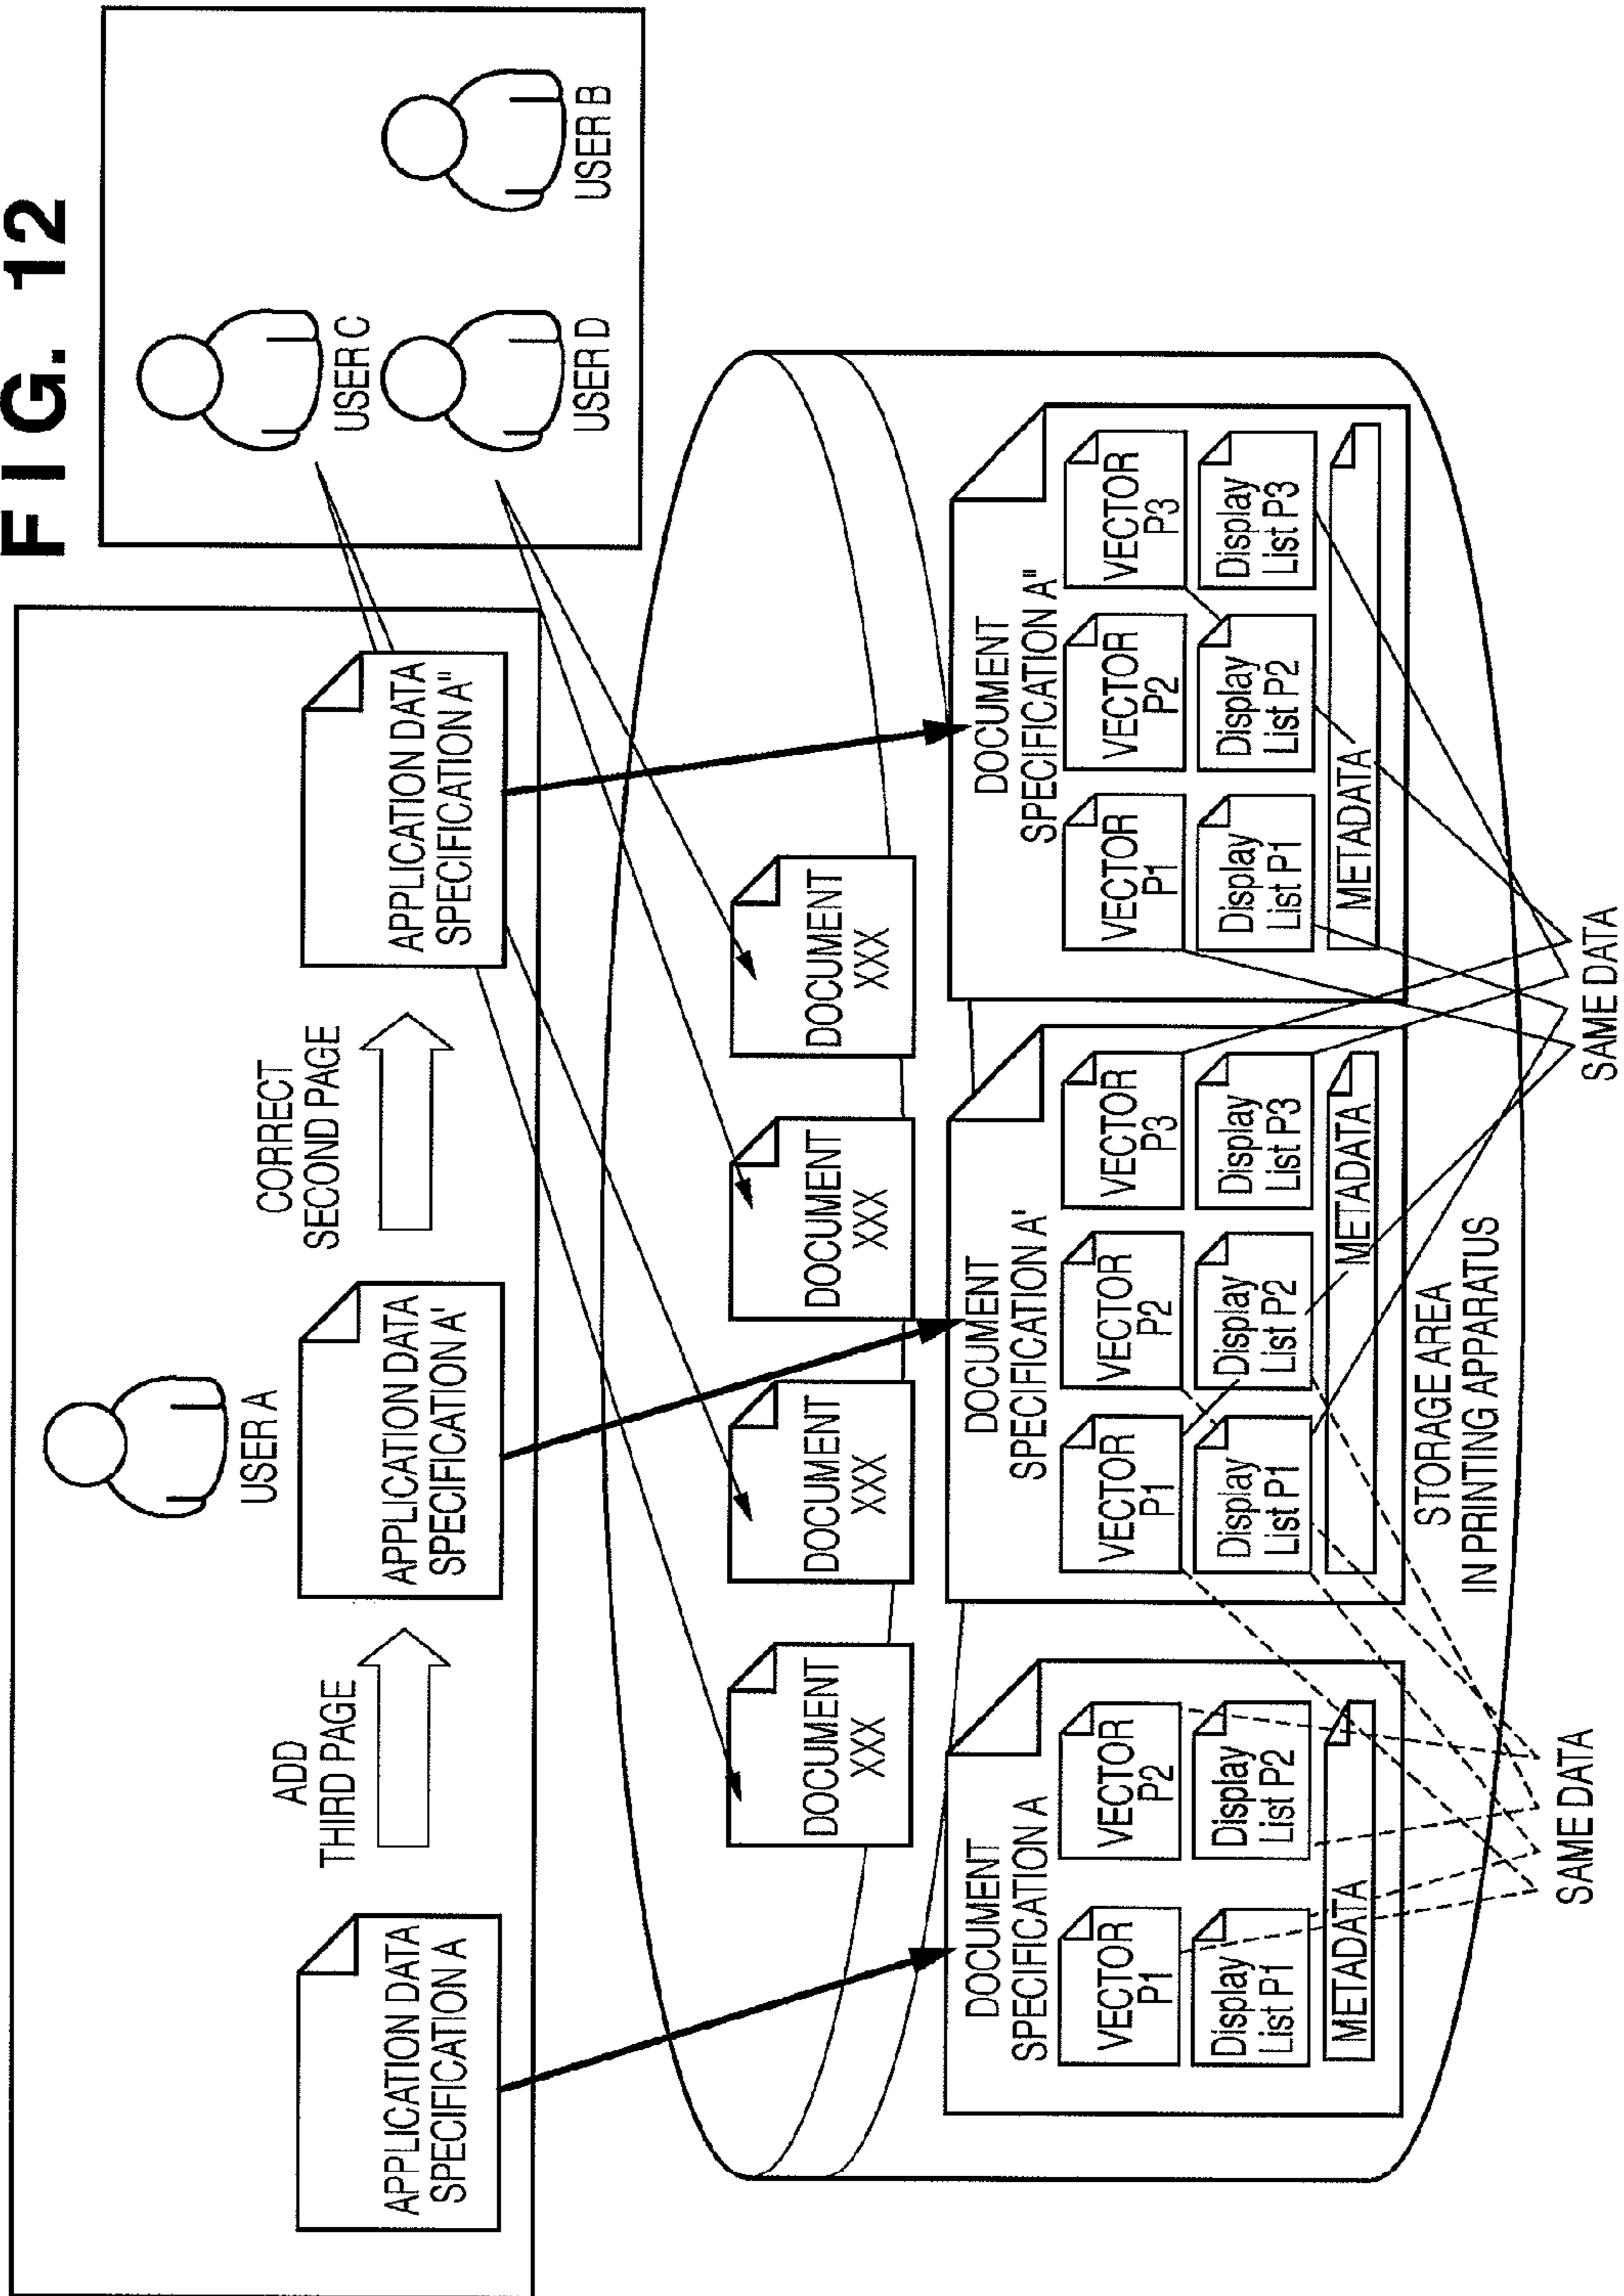 FIG. 12
USER A
APPLICATION DATA
SPECIFICATION A
ADD
THIRD PAGE
APPLICATION DATA
SPECIFICATION A'
CORRECT
SECOND PAGE
APPLICATION DATA
SPECIFICATION A"
USER C
USER D
USER B
DOCUMENT
XXX
DOCUMENT
XXX
DOCUMENT
XXX
DOCUMENT
XXX
DOCUMENT
SPECIFICATION A
VECTOR
P1
VECTOR
P2
Display
List P1
Display
List P2
METADATA
DOCUMENT
SPECIFICATION A'
VECTOR
P1
VECTOR
P2
VECTOR
P3
Display
List P1
Display
List P2
Display
List P3
METADATA
DOCUMENT
SPECIFICATION A"
VECTOR
P1
VECTOR
P2
VECTOR
P3
Display
List P1
Display
List P2
Display
List P3
METADATA
STORAGE AREA
IN PRINTING APPARATUS
SAME DATA
SAME DATA